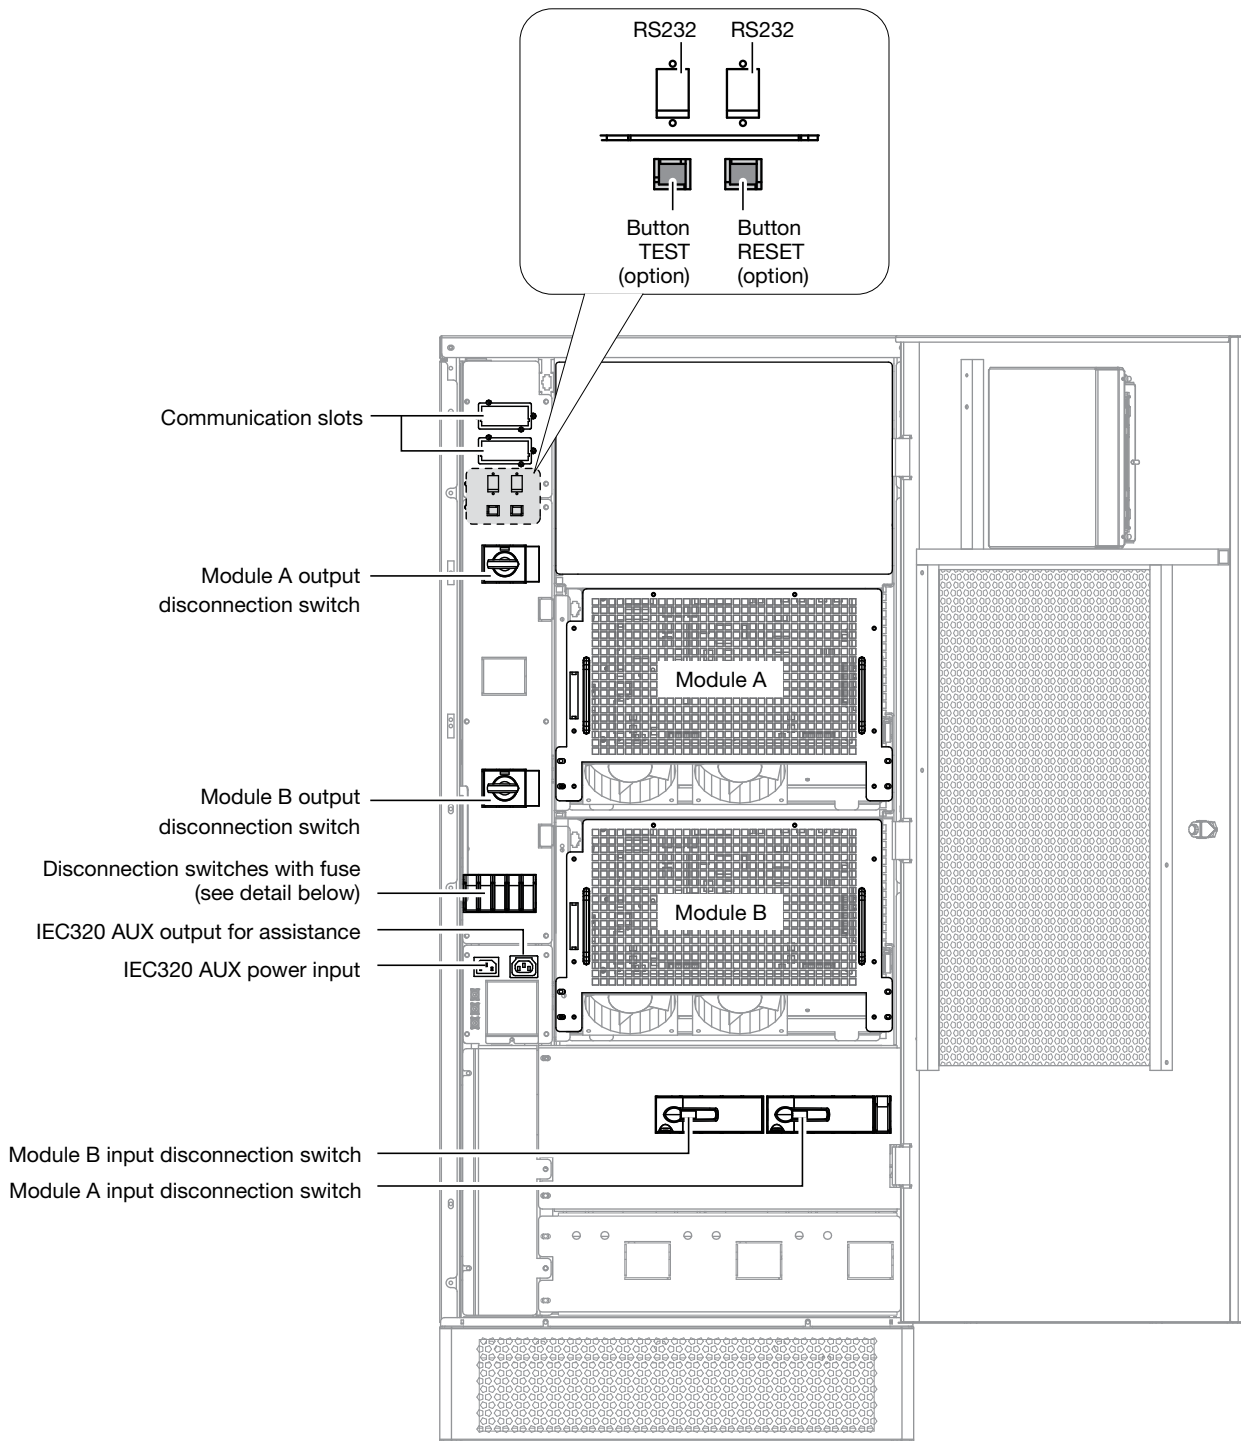 RS232 RS232
Button
TEST
(option)
Button
RESET
(option)
Communication slots
Module A output
disconnection switch
Module A
Module B output
disconnection switch
Disconnection switches with fuse
(see detail below)
Module B
IEC320 AUX output for assistance
IEC320 AUX power input
Module B input disconnection switch
Module A input disconnection switch